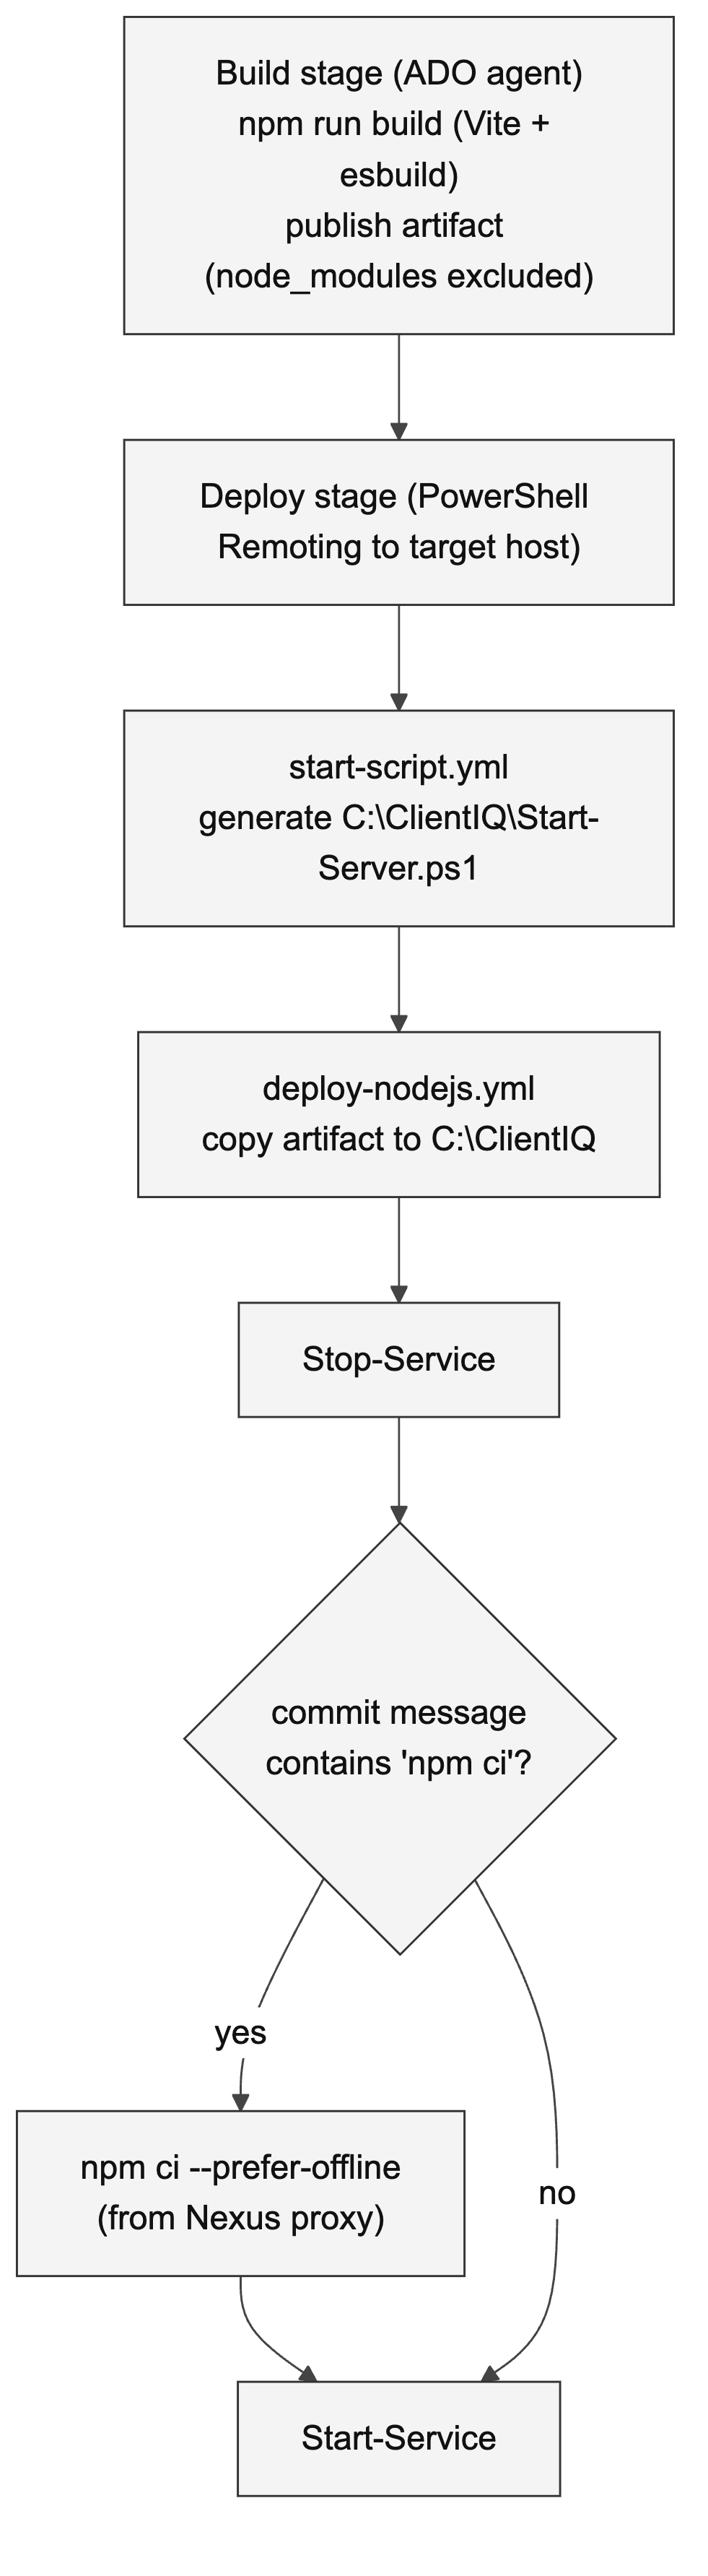 Build stage (ADO agent)
npm run build (Vite +
esbuild)
publish artifact
(node_modules excluded)
Deploy stage (PowerShell
Remoting to target host)
start-script.yml
generate C:\ClientIQ\Start-
Server.ps1
deploy-nodejs.yml
copy artifact to C:\ClientIQ
Stop-Service
commit message
contains 'npm ci'?
yes
npm ci --prefer-offline
(from Nexus proxy)
no
Start-Service